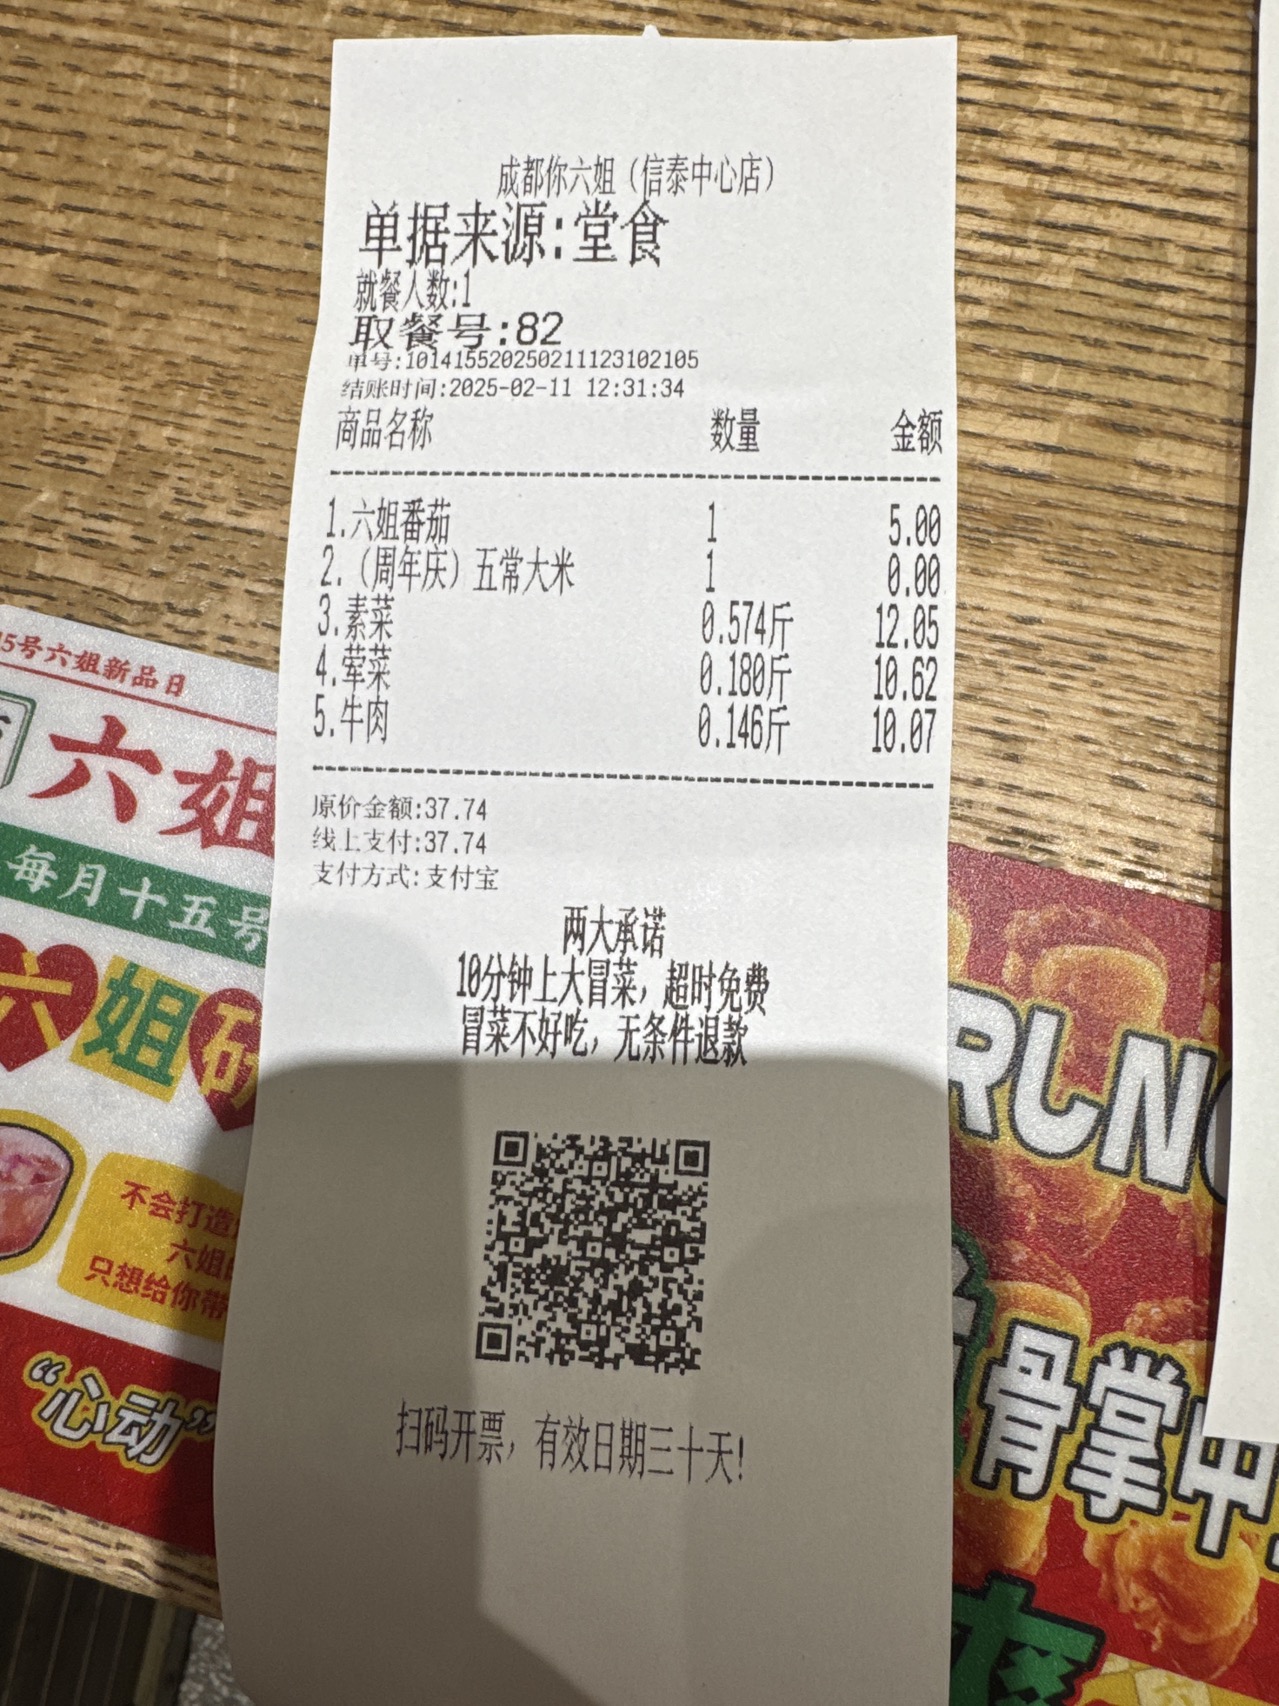 成都你六姐（信泰中心店）
单据来源:堂食
就餐人数:1
取餐号:82
单号:101415520250211123102105
结账时间:2025-02-11 12:31:34
商品名称 数量 金额
1.六姐番茄 1 5.00
2.（周年庆）五常大米 1 0.00
3.素菜 0.574斤 12.05
4.荤菜 0.180斤 10.62
5.牛肉 0.146斤 10.07
原价金额:37.74
线上支付:37.74
支付方式:支付宝
两大承诺
10分钟上大冒菜，超时免费
冒菜不好吃，无条件退款
扫码开票，有效日期三十天!
15号六姐新品日
六姐
每月十五号
六姐
不会打造
六姐
只想给你带
“心动”
RUN
骨掌中
爽